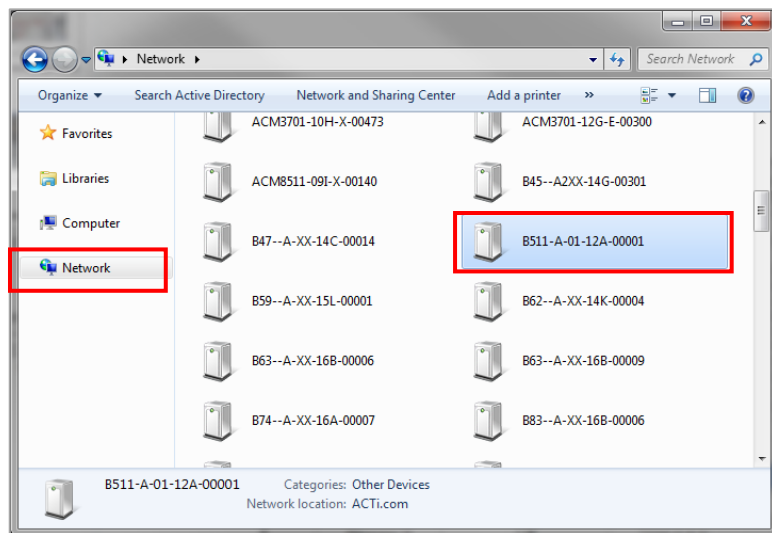 Network
Search Network
Organize
Search Active Directory
Network and Sharing Center
Add a printer
»
Favorites
Libraries
Computer
Network
ACM3701-10H-X-00473
ACM3701-12G-E-00300
ACM8511-09I-X-00140
B45--A2XX-14G-00301
B47--A-XX-14C-00014
B511-A-01-12A-00001
B59--A-XX-15L-00001
B62--A-XX-14K-00004
B63--A-XX-16B-00006
B63--A-XX-16B-00009
B74--A-XX-16A-00007
B83--A-XX-16B-00006
B511-A-01-12A-00001
Categories: Other Devices
Network location: ACTi.com